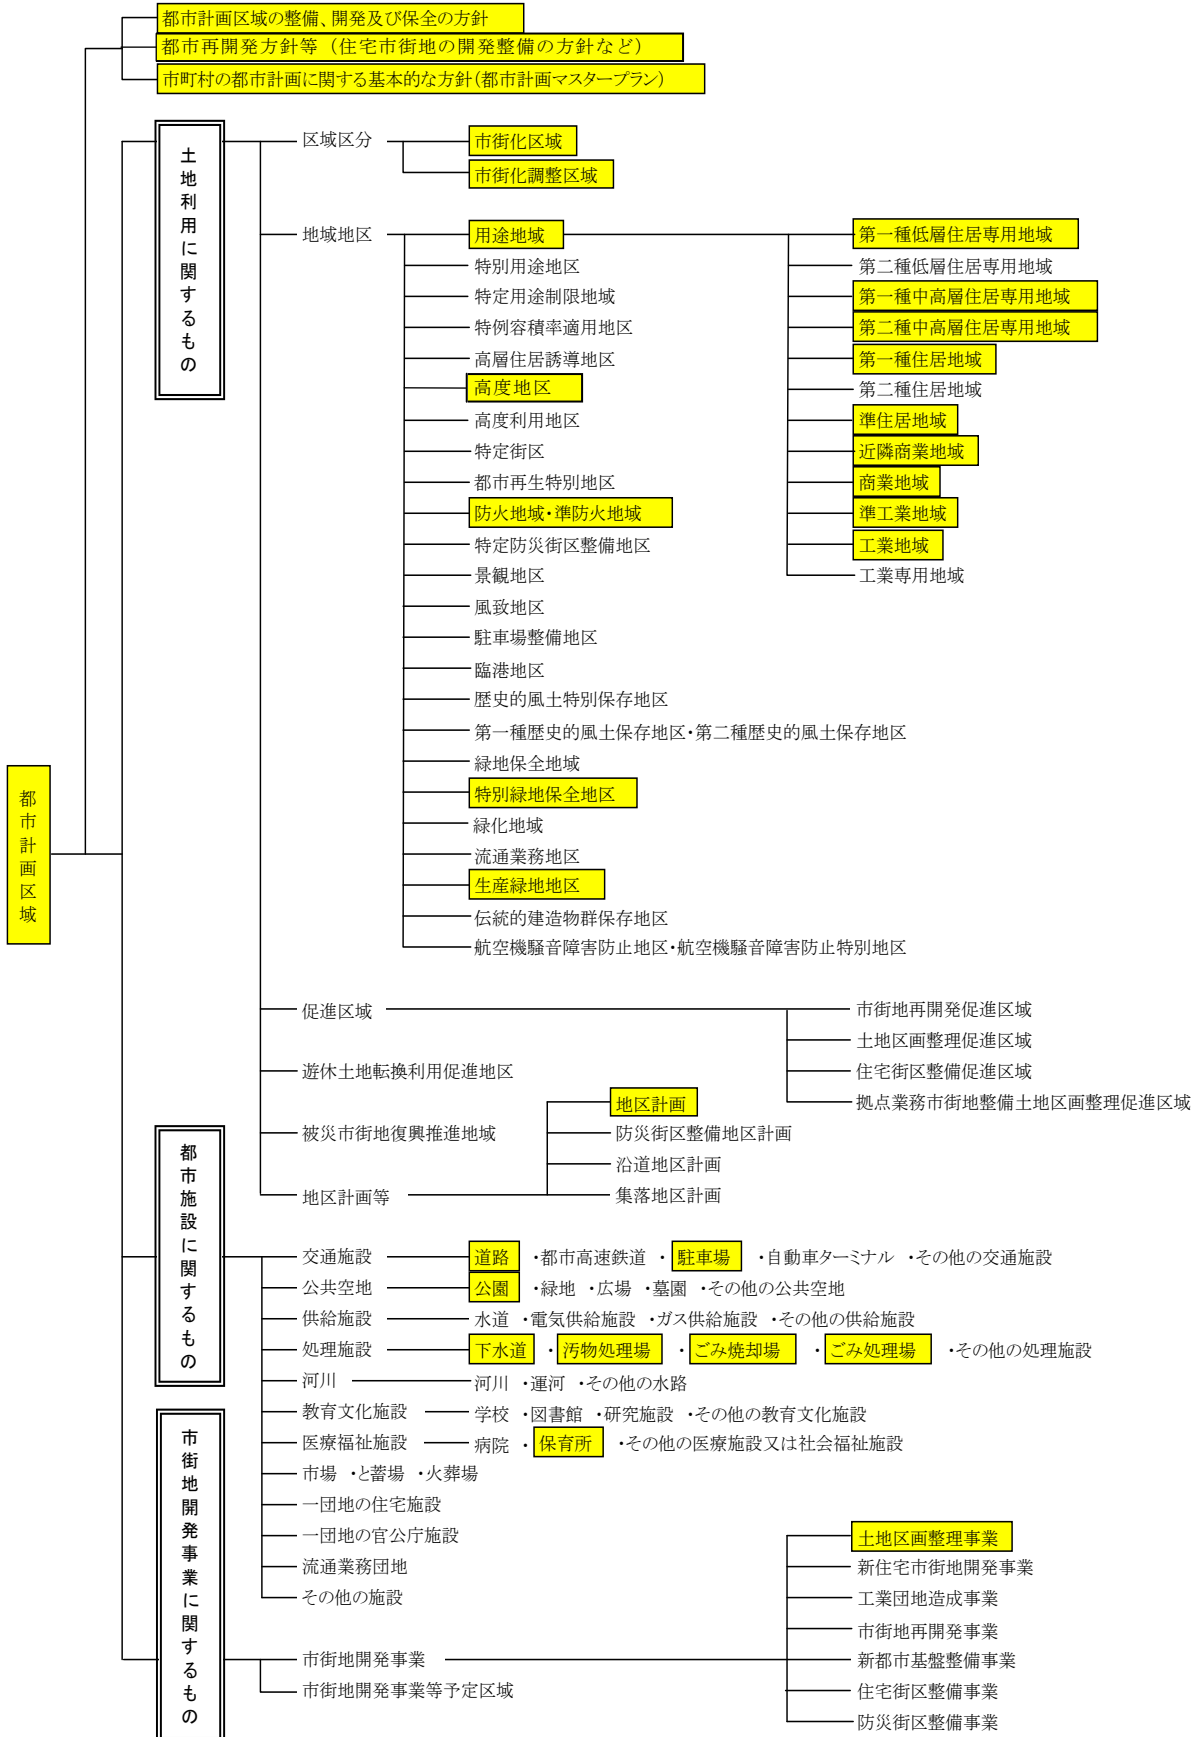 都市計画区域の整備、開発及び保全の方針
都市再開発方針等（住宅市街地の開発整備の方針など）
市町村の都市計画に関する基本的な方針(都市計画マスタープラン)
都市計画区域
土地利用に関するもの
区域区分
市街化区域
市街化調整区域
地域地区
用途地域
第一種低層住居専用地域
特別用途地区
第二種低層住居専用地域
特定用途制限地域
第一種中高層住居専用地域
特例容積率適用地区
第二種中高層住居専用地域
高層住居誘導地区
第一種住居地域
高度地区
第二種住居地域
高度利用地区
準住居地域
特定街区
近隣商業地域
都市再生特別地区
商業地域
防火地域・準防火地域
準工業地域
特定防災街区整備地区
工業地域
景観地区
工業専用地域
風致地区
駐車場整備地区
臨港地区
歴史的風土特別保存地区
第一種歴史的風土保存地区・第二種歴史的風土保存地区
緑地保全地域
特別緑地保全地区
緑化地域
流通業務地区
生産緑地地区
伝統的建造物群保存地区
航空機騒音障害防止地区・航空機騒音障害防止特別地区
促進区域
市街地再開発促進区域
土地区画整理促進区域
住宅街区整備促進区域
拠点業務市街地整備土地区画整理促進区域
遊休土地転換利用促進地区
被災市街地復興推進地域
地区計画等
地区計画
防災街区整備地区計画
沿道地区計画
集落地区計画
都市施設に関するもの
交通施設 道路 ・都市高速鉄道 ・ 駐車場 ・自動車ターミナル ・その他の交通施設
公共空地 公園 ・緑地 ・広場 ・墓園 ・その他の公共空地
供給施設 水道 ・電気供給施設 ・ガス供給施設 ・その他の供給施設
処理施設 下水道 ・ 汚物処理場 ・ ごみ焼却場 ・ ごみ処理場 ・その他の処理施設
河川 河川 ・運河 ・その他の水路
教育文化施設 学校 ・図書館 ・研究施設 ・その他の教育文化施設
医療福祉施設 病院 ・ 保育所 ・その他の医療施設又は社会福祉施設
市場 ・と蓄場 ・火葬場
一団地の住宅施設
一団地の官公庁施設
流通業務団地
その他の施設
市街地開発事業に関するもの
市街地開発事業
市街地開発事業等予定区域
土地区画整理事業
新住宅市街地開発事業
工業団地造成事業
市街地再開発事業
新都市基盤整備事業
住宅街区整備事業
防災街区整備事業